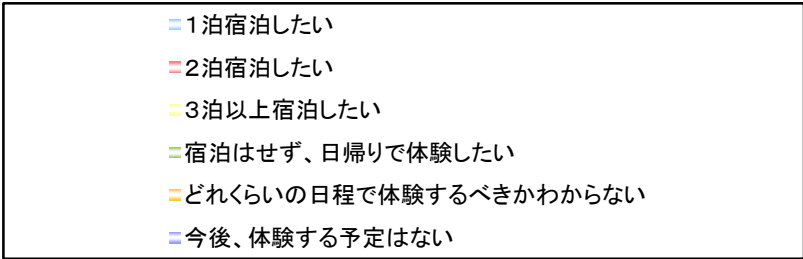 １泊宿泊したい
２泊宿泊したい
３泊以上宿泊したい
宿泊はせず、日帰りで体験したい
どれくらいの日程で体験するべきかわからない
今後、体験する予定はない